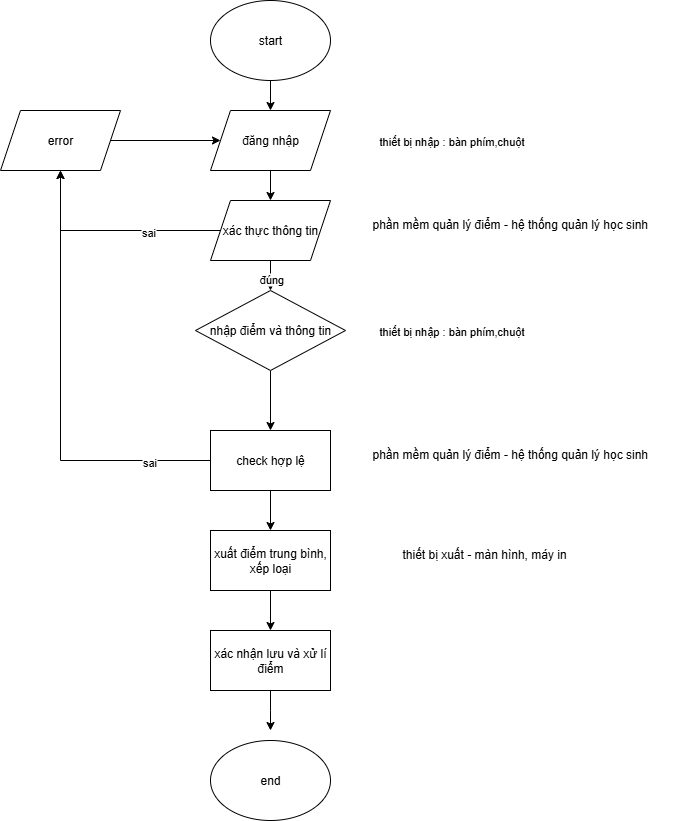 start
error
đăng nhập
thiết bị nhập : bàn phím,chuột
xác thực thông tin
phần mềm quản lý điểm - hệ thống quản lý học sinh
sai
đúng
nhập điểm và thông tin
thiết bị nhập : bàn phím,chuột
check hợp lệ
phần mềm quản lý điểm - hệ thống quản lý học sinh
sai
xuất điểm trung bình,
xếp loại
thiết bị xuất - màn hình, máy in
xác nhận lưu và xử lí
điểm
end